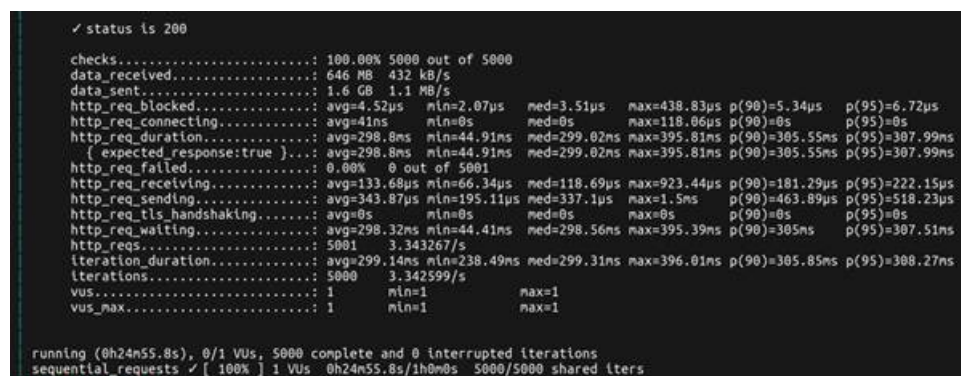 ✓ status is 200
checks.........................: 100.00% 5000 out of 5000
data_received..................: 646 MB 432 kB/s
data_sent......................: 1.6 GB 1.1 MB/s
http_req_blocked...............: avg=4.52µs min=2.07µs med=3.51µs max=438.83µs p(90)=5.34µs p(95)=6.72µs
http_req_connecting............: avg=41ns min=0s med=0s max=118.06µs p(90)=0s p(95)=0s
http_req_duration..............: avg=298.8ms min=44.91ms med=299.02ms max=395.81ms p(90)=305.55ms p(95)=307.99ms
{ expected_response:true }...: avg=298.8ms min=44.91ms med=299.02ms max=395.81ms p(90)=305.55ms p(95)=307.99ms
http_req_failed................: 0.00% 0 out of 5001
http_req_receiving.............: avg=133.68µs min=66.34µs med=118.69µs max=923.44µs p(90)=181.29µs p(95)=222.15µs
http_req_sending...............: avg=343.87µs min=195.11µs med=337.1µs max=1.5ms p(90)=463.89µs p(95)=518.23µs
http_req_tls_handshaking.......: avg=0s min=0s med=0s max=0s p(90)=0s p(95)=0s
http_req_waiting...............: avg=298.32ms min=44.41ms med=298.56ms max=395.39ms p(90)=305ms p(95)=307.51ms
http_reqs......................: 5001 3.343267/s
iteration_duration.............: avg=299.14ms min=238.49ms med=299.31ms max=396.01ms p(90)=305.85ms p(95)=308.27ms
iterations.....................: 5000 3.342599/s
vus............................: 1 min=1 max=1
vus_max........................: 1 min=1 max=1
running (0h24m55.8s), 0/1 VUs, 5000 complete and 0 interrupted iterations
sequential_requests ✓ [ 100% ] 1 VUs 0h24m55.8s/1h0m0s 5000/5000 shared iters